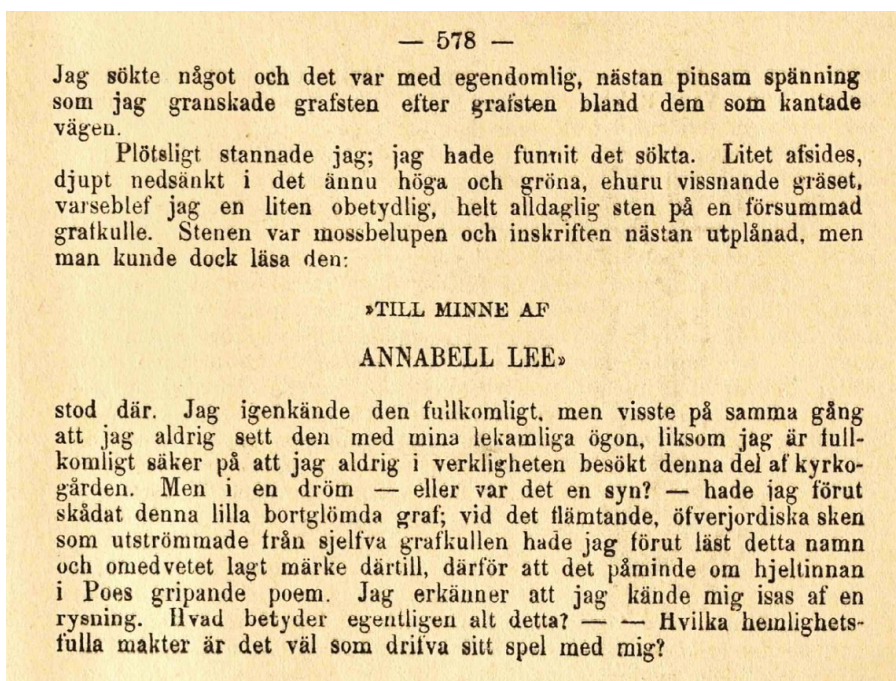 — 578 —
Jag sökte något och det var med egendomlig, nästan pinsam spänning
som jag granskade grafsten efter grafsten bland dem som kantade
vägen.
Plötsligt stannade jag; jag hade funnit det sökta. Litet afsides,
djupt nedsänkt i det ännu höga och gröna, ehuru vissnande gräset,
varseblef jag en liten obetydlig, helt alldaglig sten på en försummad
grafkulle. Stenen var mossbelupen och inskriften nästan utplånad, men
man kunde dock läsa den:
»TILL MINNE AF
ANNABELL LEE»
stod där. Jag igenkände den fullkomligt, men visste på samma gång
att jag aldrig sett den med mina lekamliga ögon, liksom jag är full-
komligt säker på att jag aldrig i verkligheten besökt denna del af kyrko-
gården. Men i en dröm — eller var det en syn? — hade jag förut
skådat denna lilla bortglömda graf; vid det flämtande, öfverjordiska sken
som utströmmade från sjelfva grafkullen hade jag förut läst detta namn
och omedvetet lagt märke därtill, därför att det påminde om hjeltinnan
i Poes gripande poem. Jag erkänner att jag kände mig isas af en
rysning. Hvad betyder egentligen alt detta? — — Hvilka hemlighets-
fulla makter är det väl som drifva sitt spel med mig?